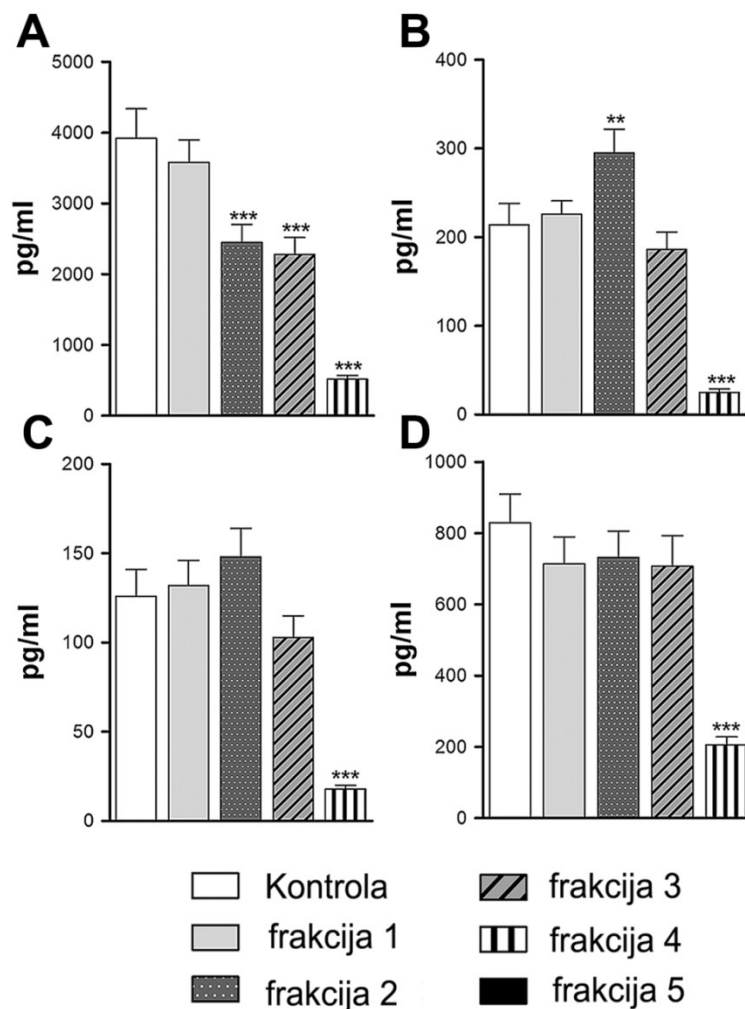 A
5000
4000
3000
2000
1000
0
pg/ml
***
***
***
B
400
300
200
100
0
pg/ml
**
***
C
200
150
100
50
0
pg/ml
***
D
1000
800
600
400
200
0
pg/ml
***
Kontrola
frakcija 1
frakcija 2
frakcija 3
frakcija 4
frakcija 5